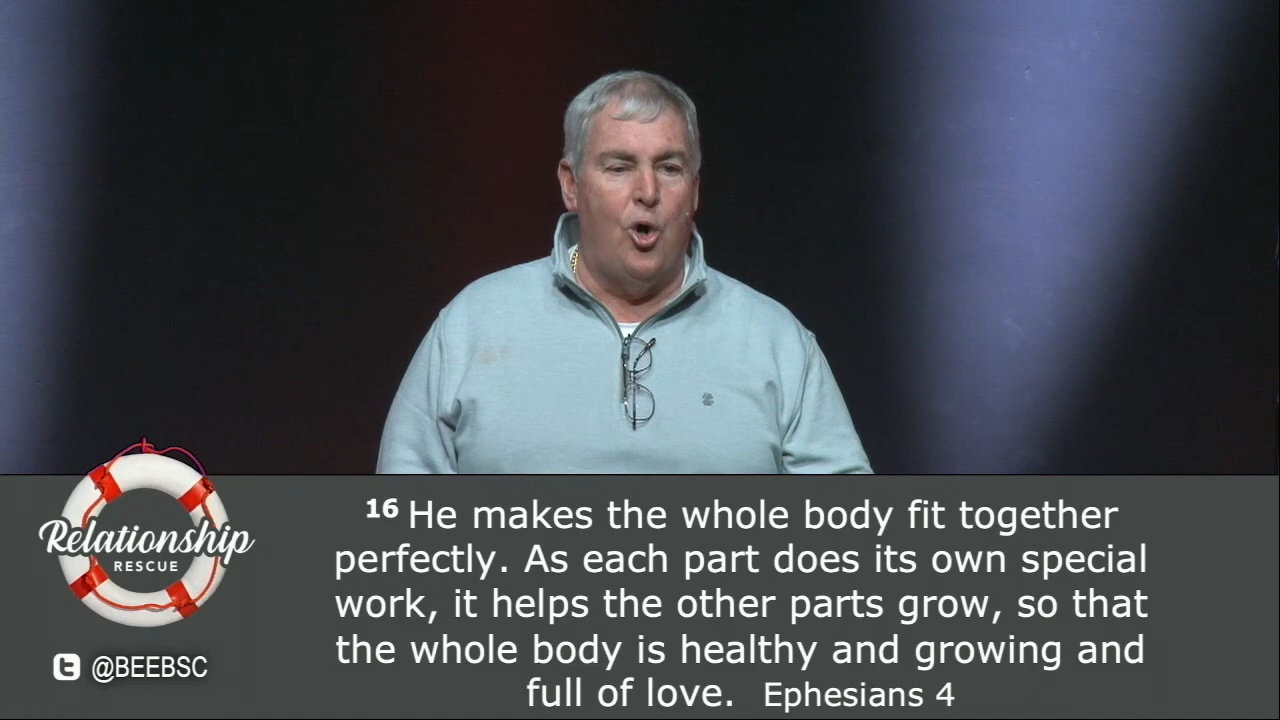 Relationship
RESCUE
@BEEBSC
16 He makes the whole body fit together
perfectly. As each part does its own special
work, it helps the other parts grow, so that
the whole body is healthy and growing and
full of love. Ephesians 4